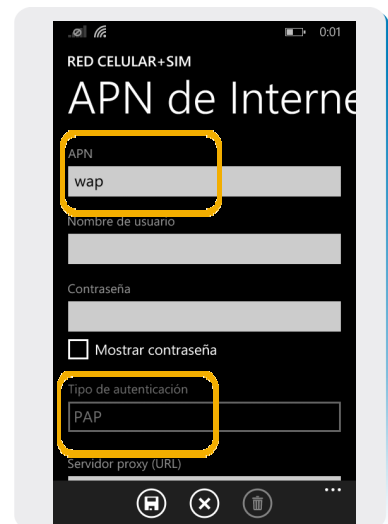 0:01
RED CELULAR+SIM
APN de Interne
APN
wap
Nombre de usuario
Contraseña
Mostrar contraseña
Tipo de autenticación
PAP
Servidor proxy (URL)